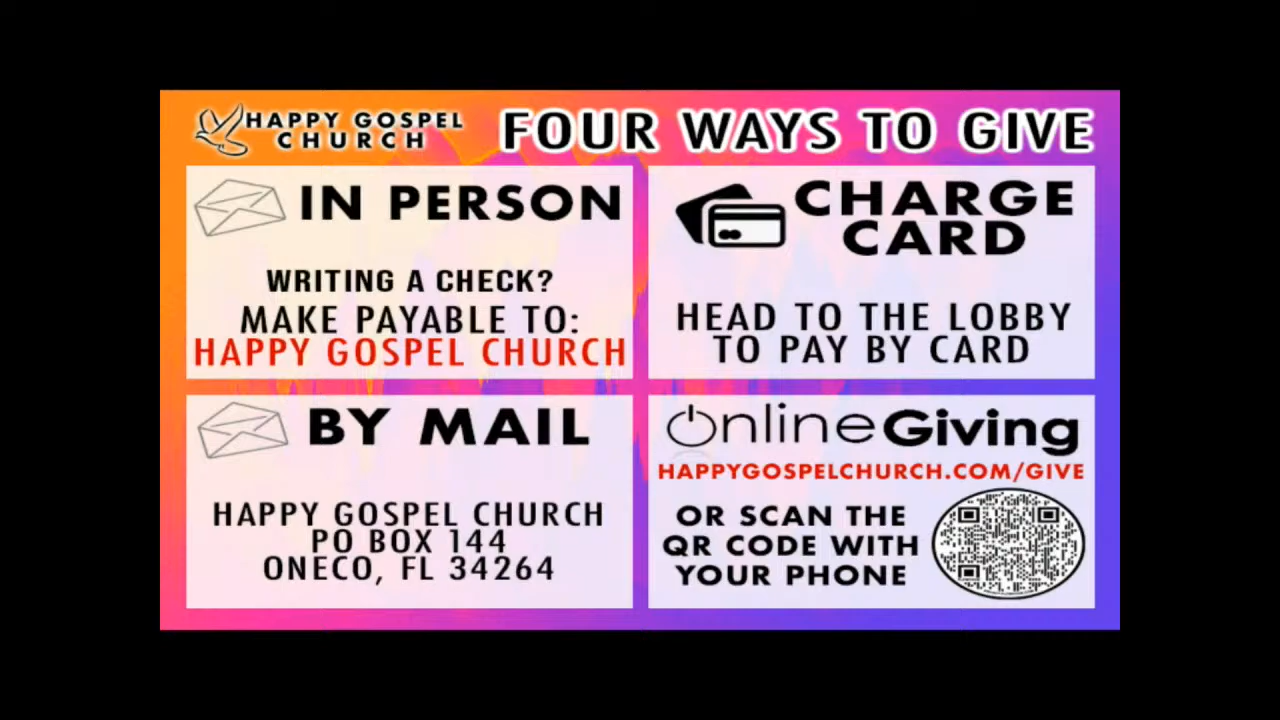 HAPPY GOSPEL
CHURCH
FOUR WAYS TO GIVE
IN PERSON
WRITING A CHECK?
MAKE PAYABLE TO:
HAPPY GOSPEL CHURCH
CHARGE
CARD
HEAD TO THE LOBBY
TO PAY BY CARD
BY MAIL
HAPPY GOSPEL CHURCH
PO BOX 144
ONECO, FL 34264
Online Giving
HAPPYGOSPELCHURCH.COM/GIVE
OR SCAN THE
QR CODE WITH
YOUR PHONE